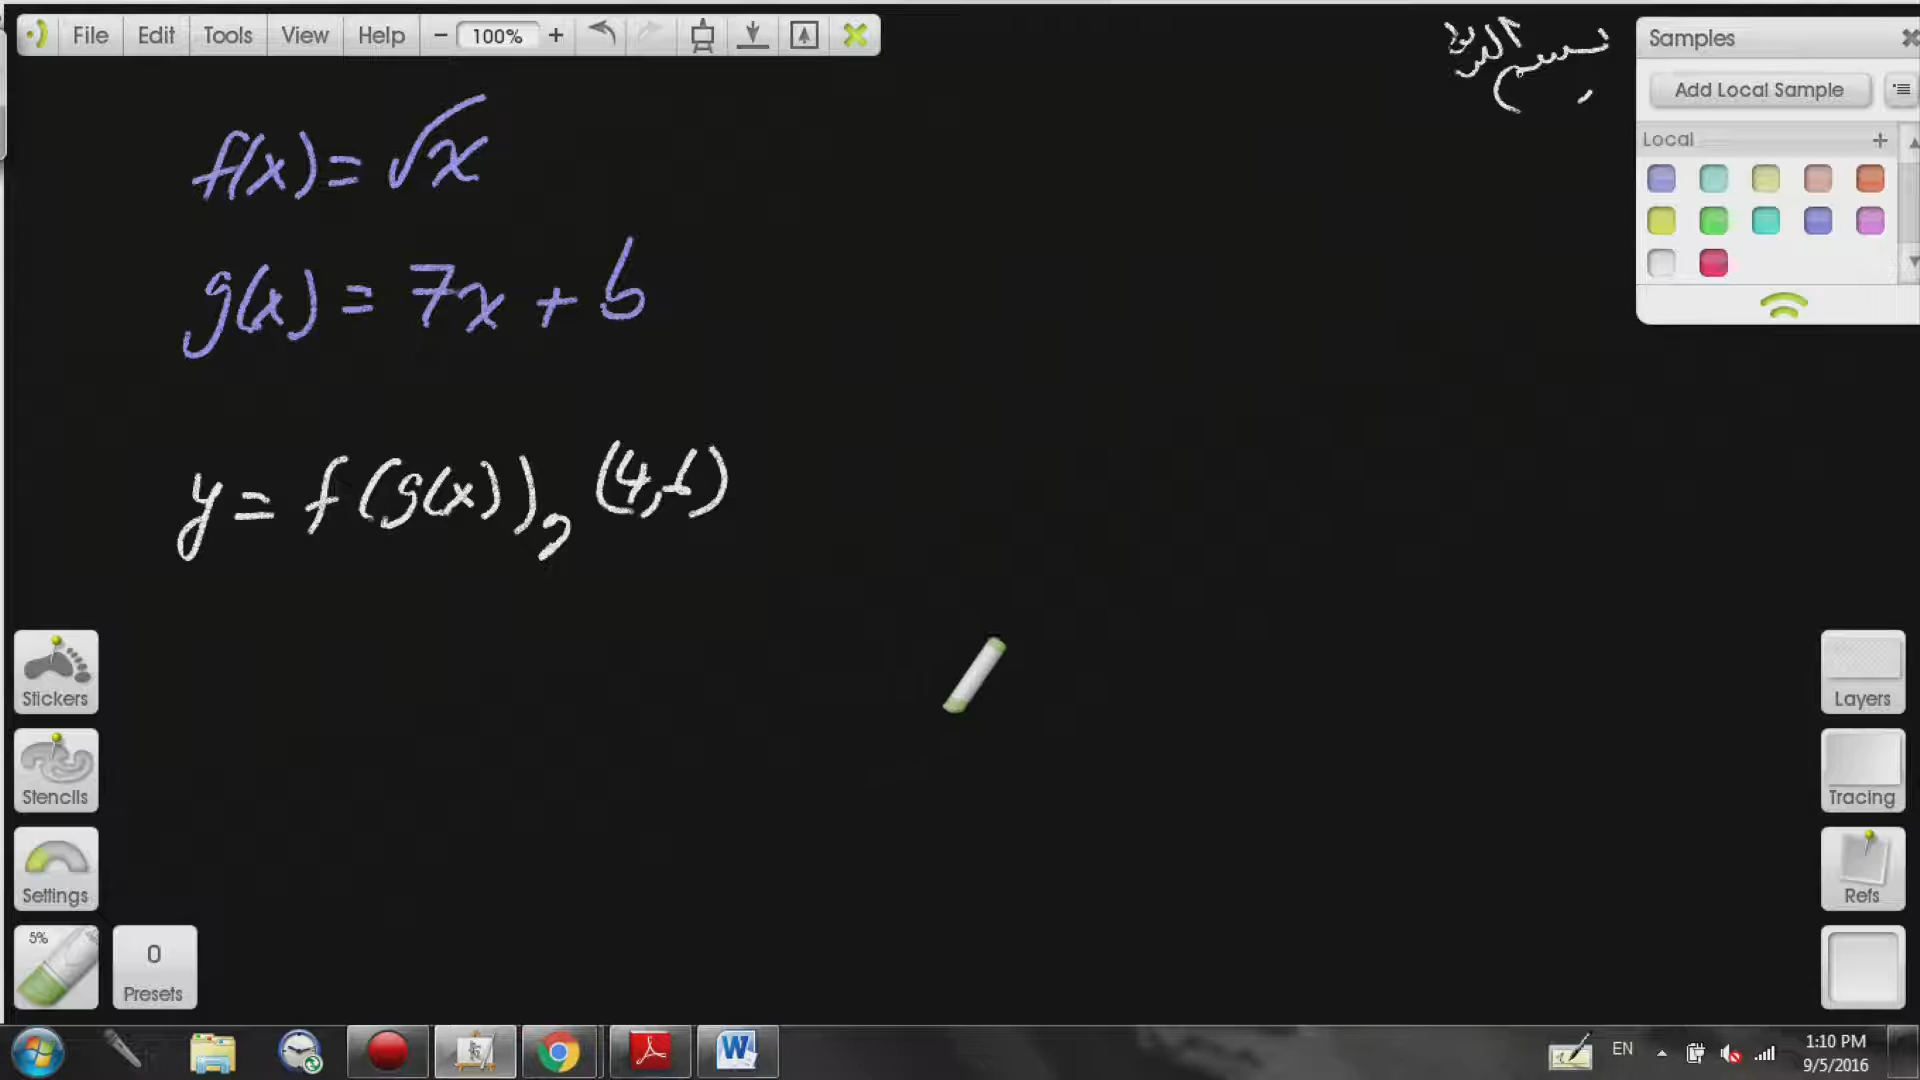 File Edit Tools View Help − 100% +
Samples
Add Local Sample
Local
بسم الله
f(x) = √x
g(x) = 7x + b
y = f(g(x)), (4,6)
Stickers
Stencils
Settings
5%
0
Presets
Layers
Tracing
Refs
EN
1:10 PM
9/5/2016